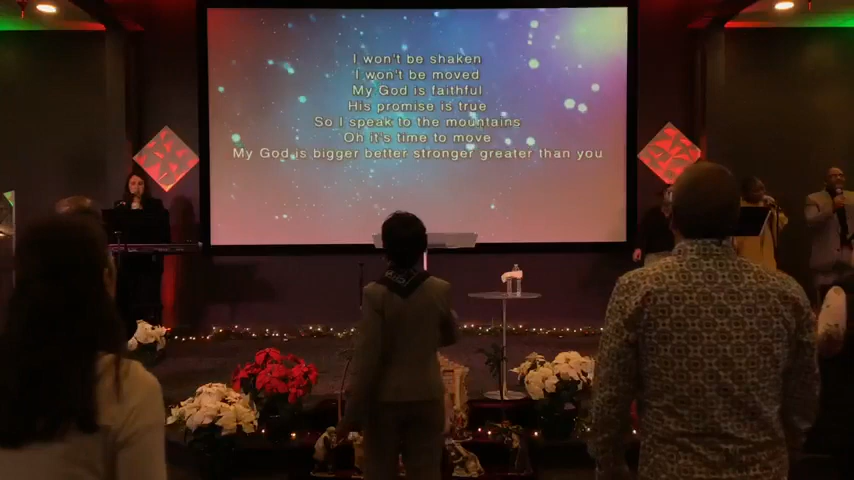 I won't be shaken
I won't be moved
My God is faithful
His promise is true
So I speak to the mountains
Oh it's time to move
My God is bigger better stronger greater than you